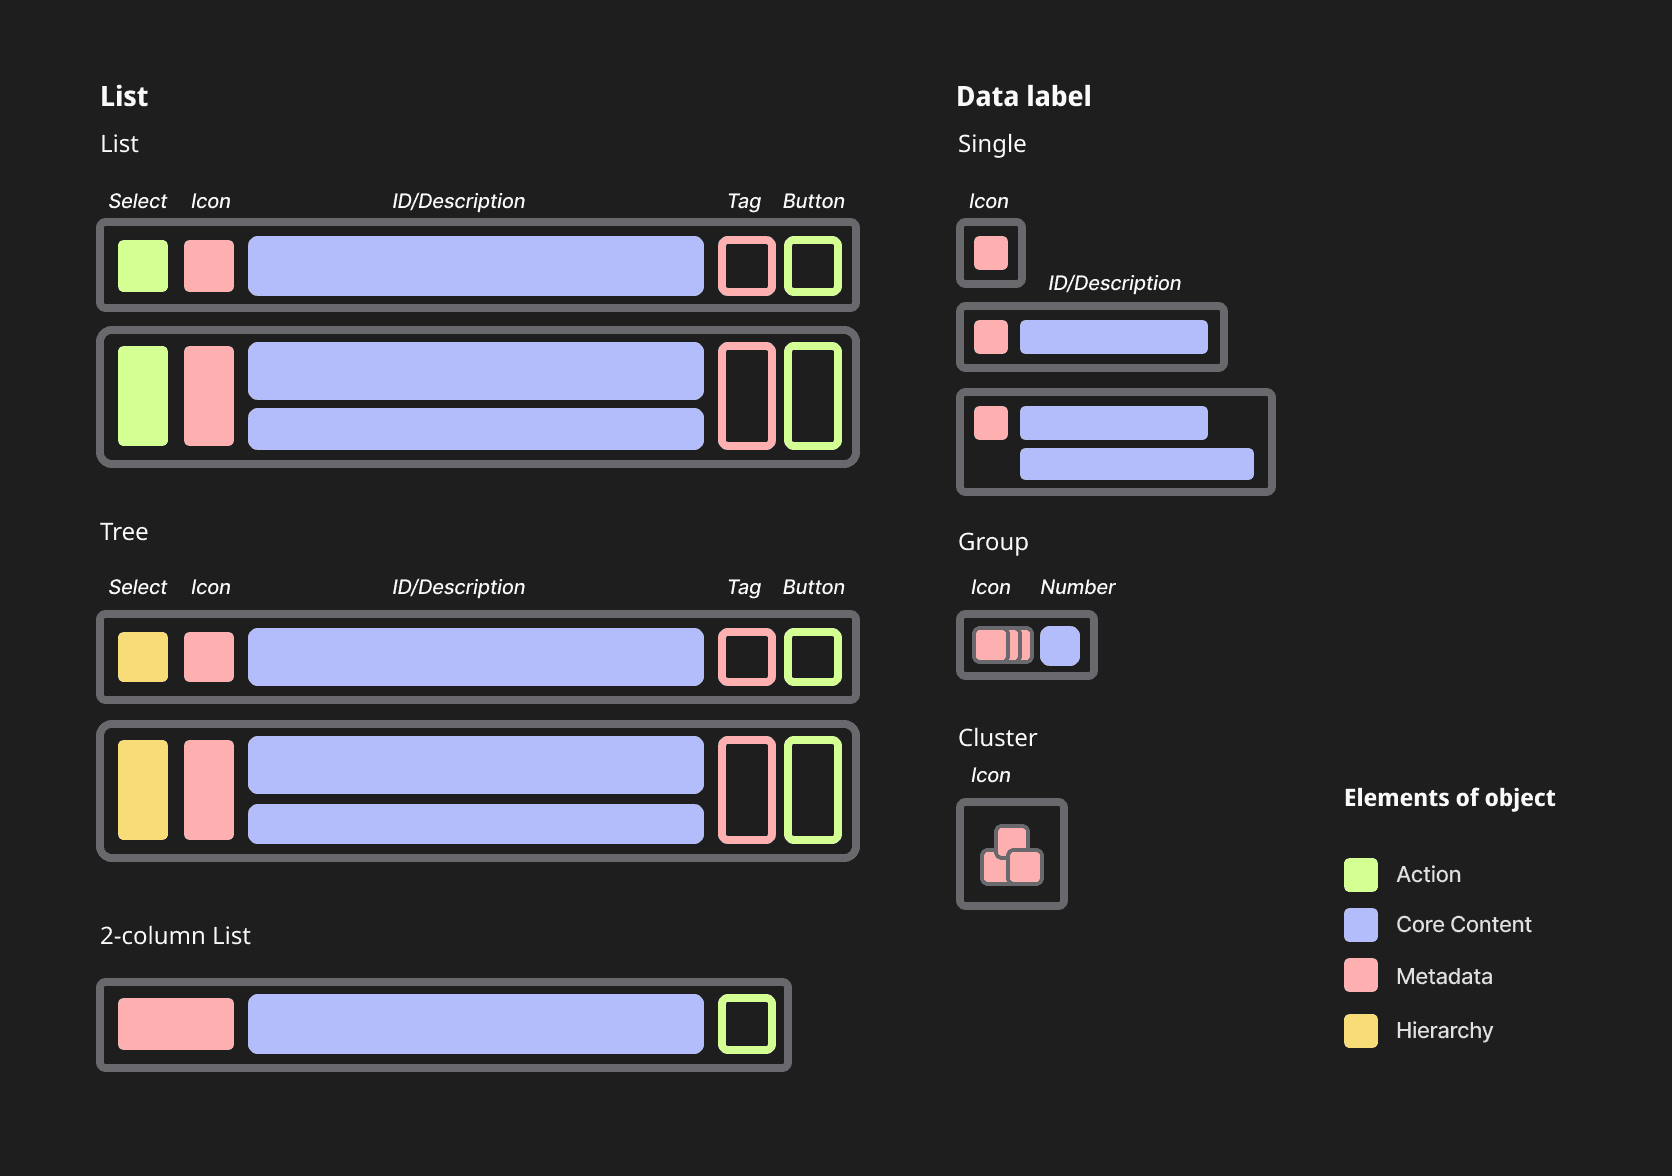 List
List
Select Icon ID/Description Tag Button
Tree
Select Icon ID/Description Tag Button
2-column List
Data label
Single
Icon
ID/Description
Group
Icon Number
Cluster
Icon
Elements of object
Action
Core Content
Metadata
Hierarchy